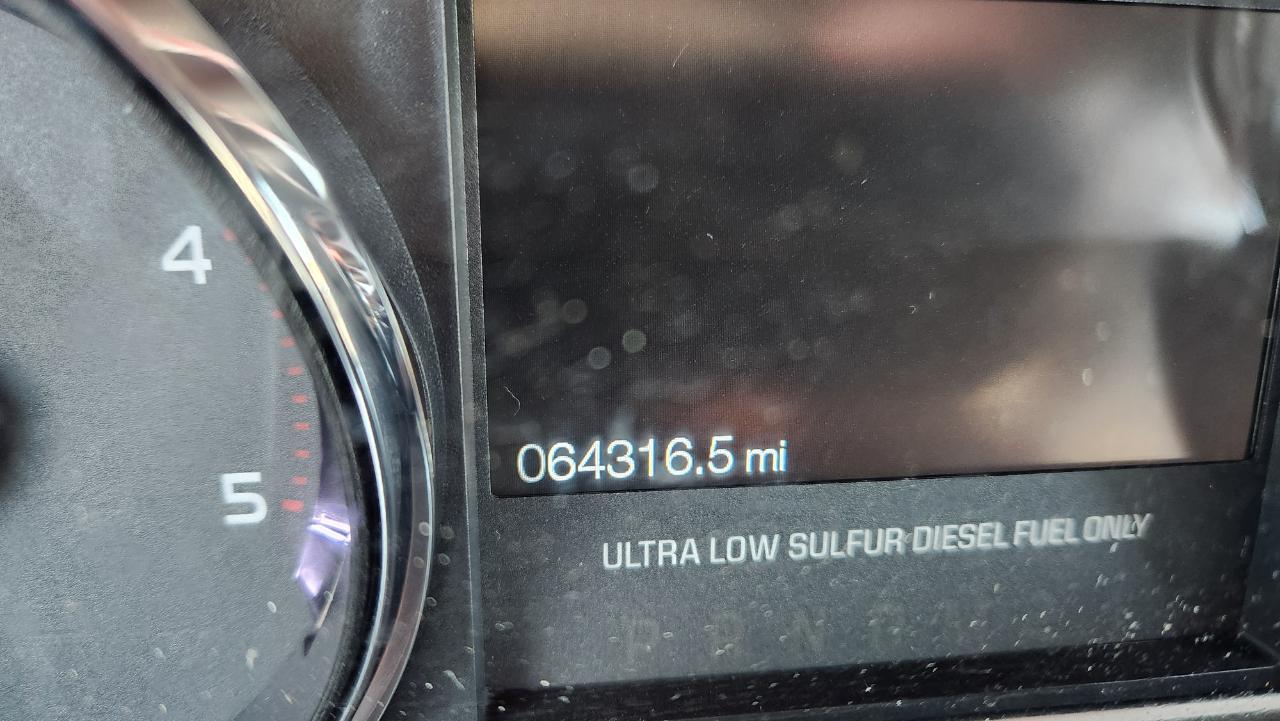 4
5
064316.5 mi
ULTRA LOW SULFUR DIESEL FUEL ONLY
P R N D